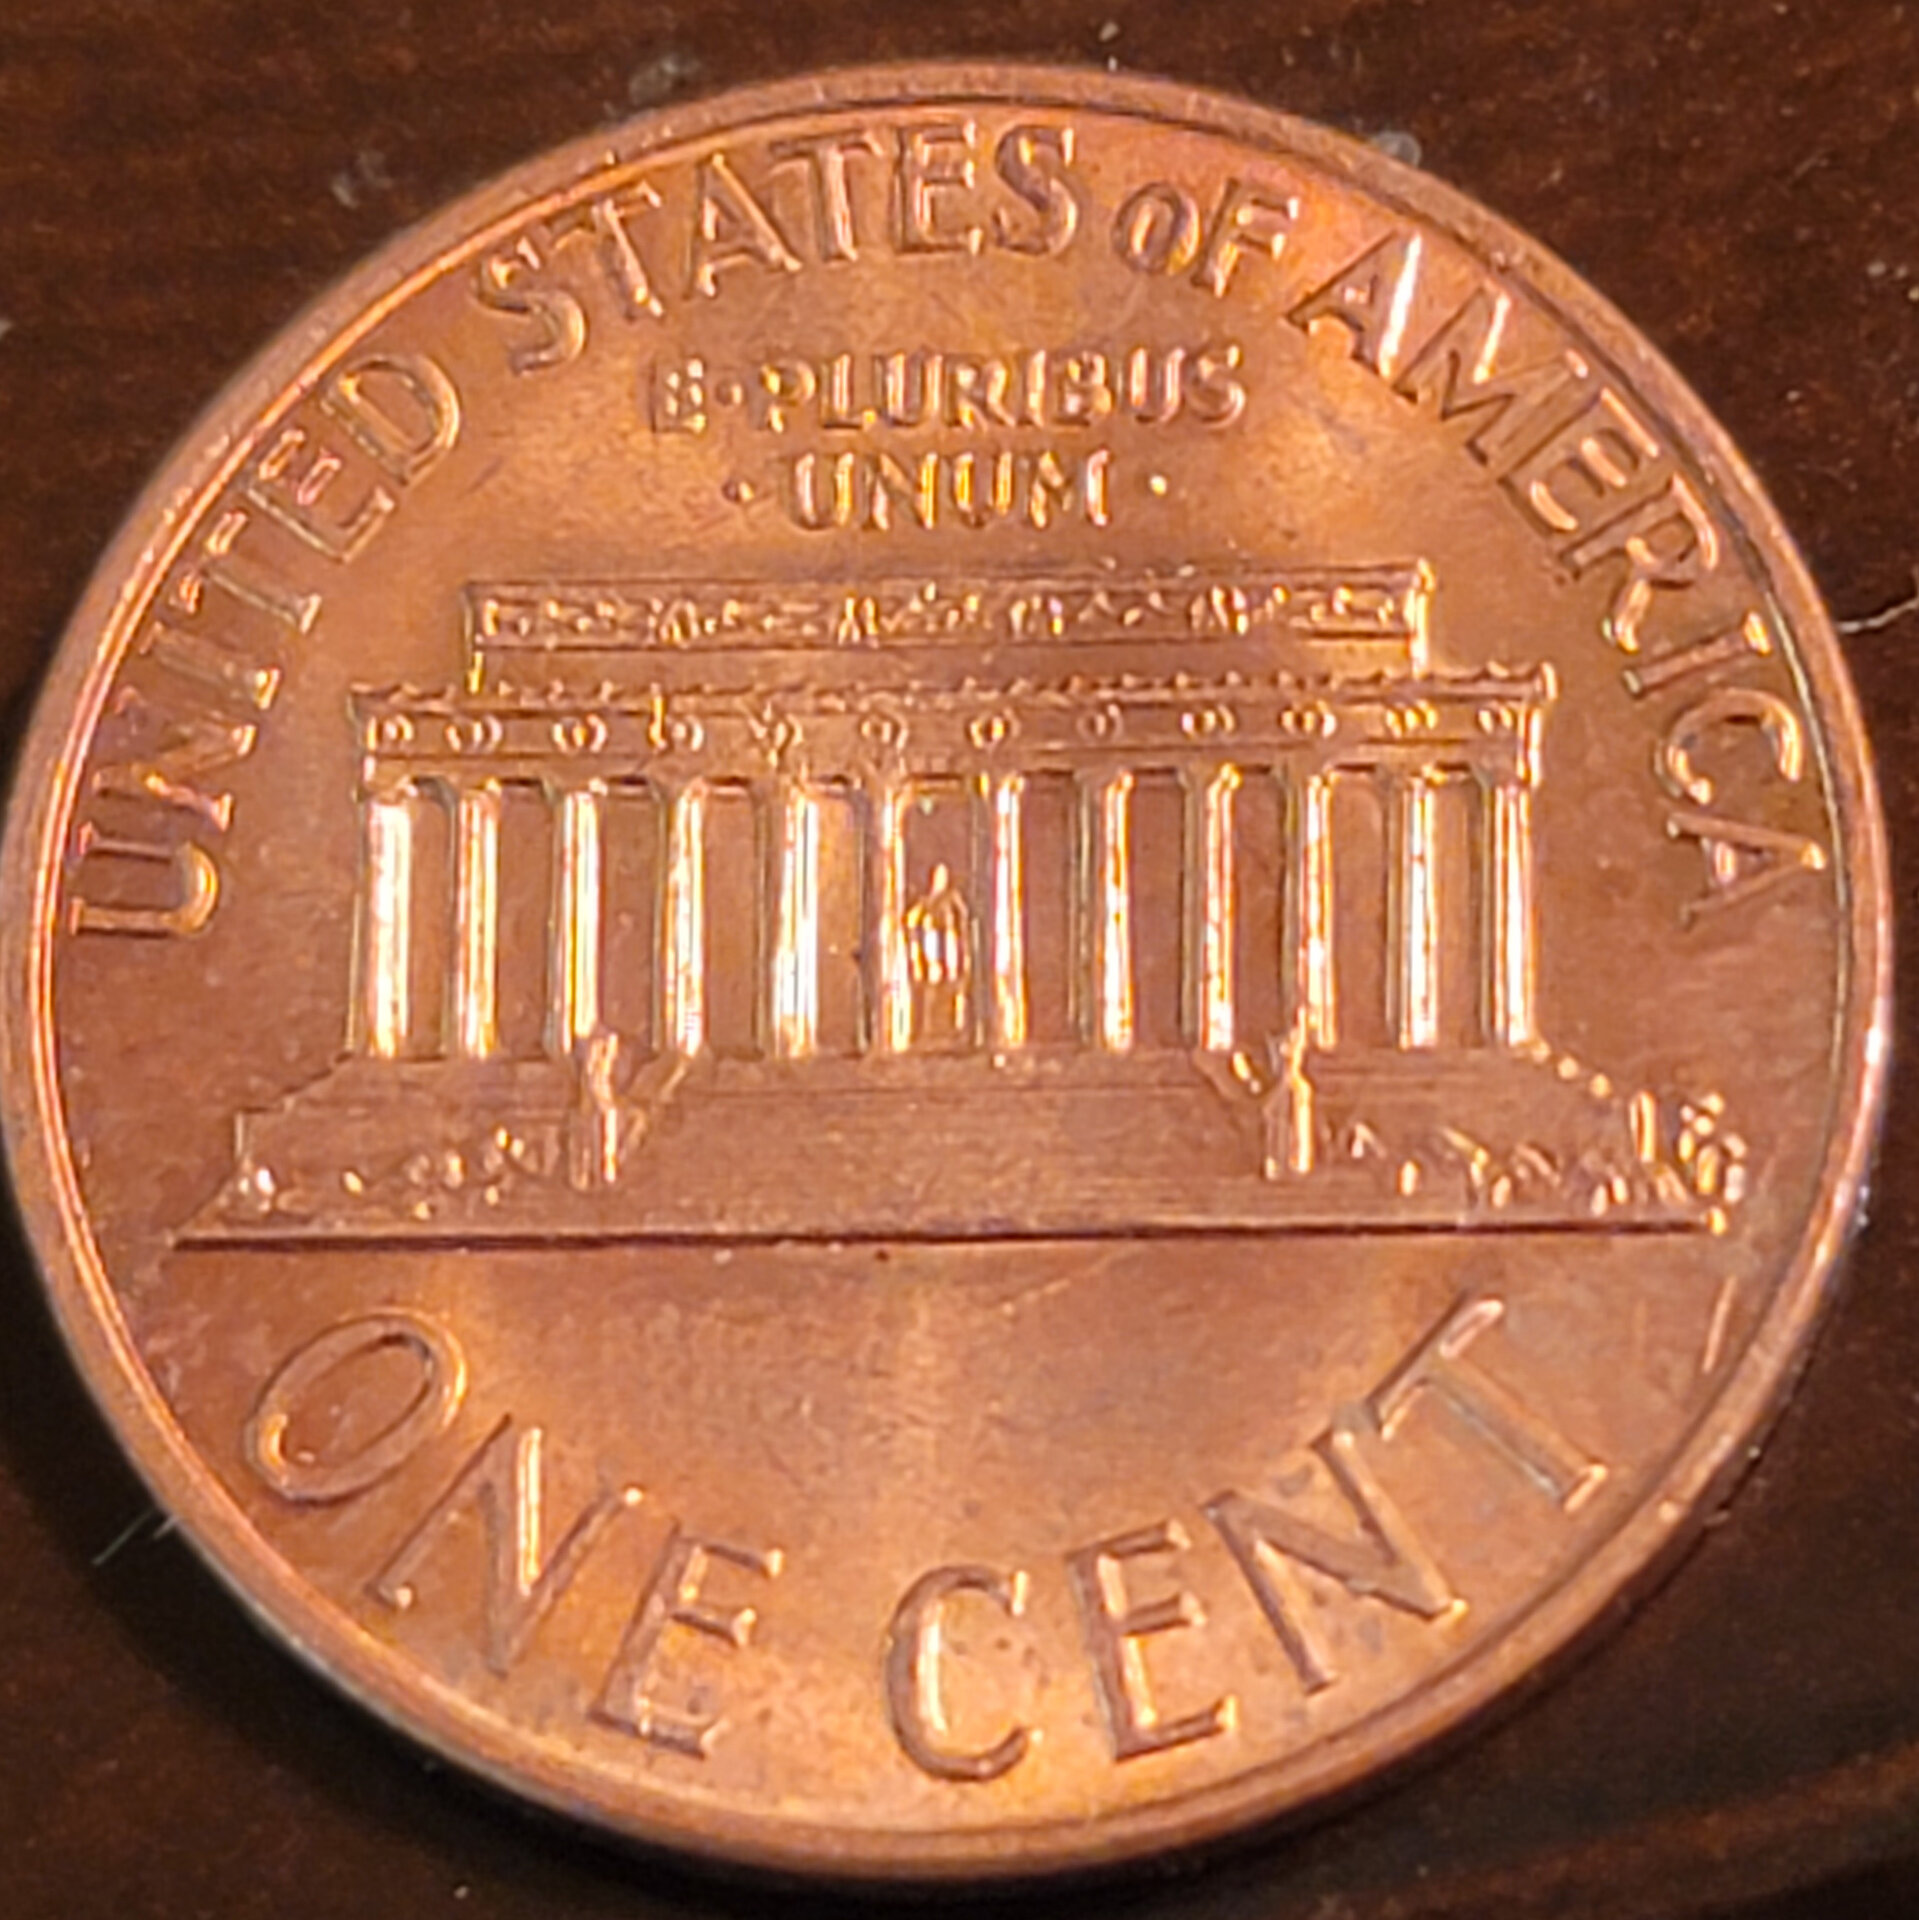 UNITED STATES OF AMERICA
E·PLURIBUS
·UNUM·
ONE CENT